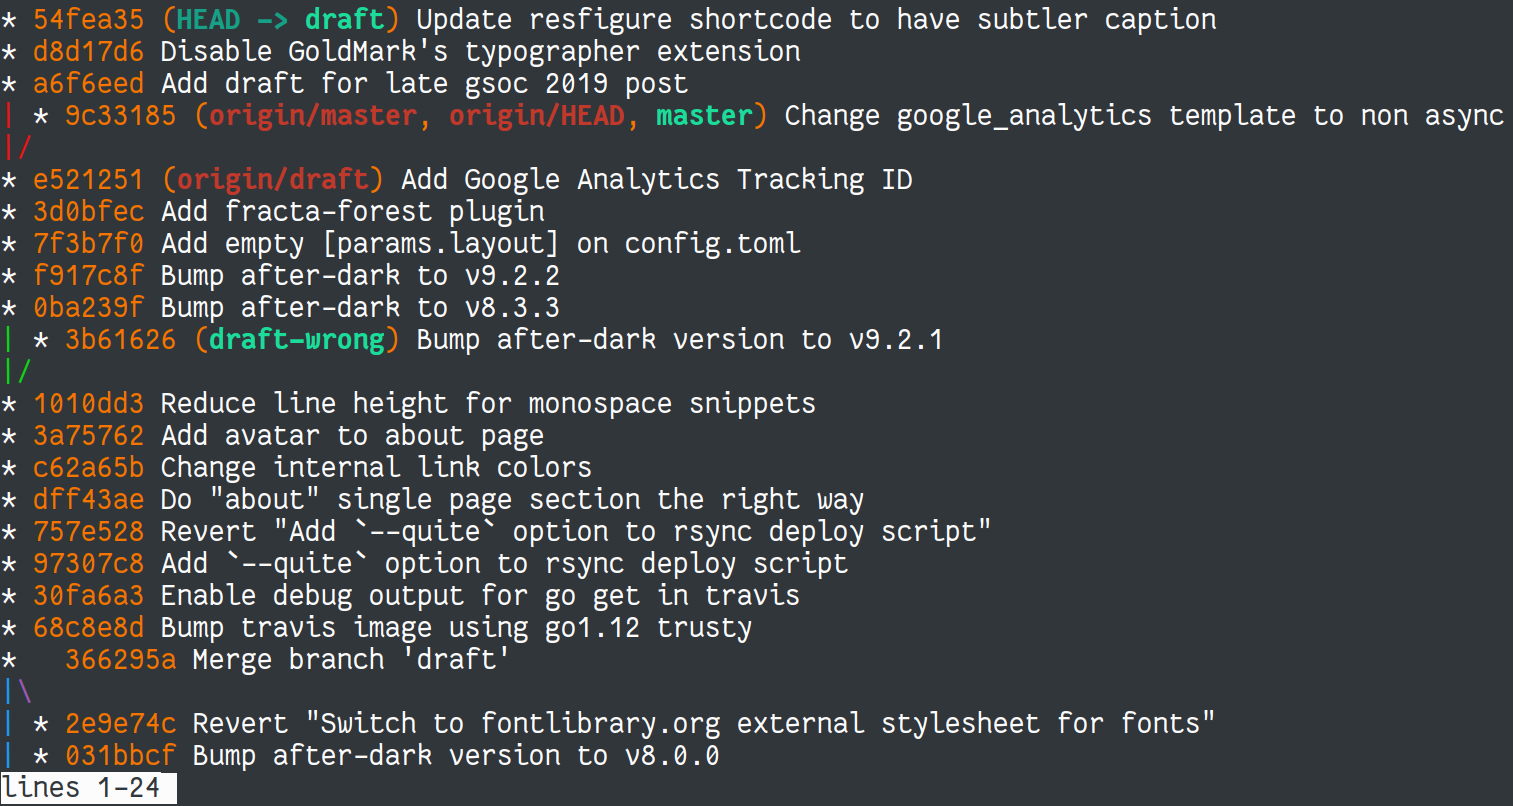 * 54fea35 (HEAD -> draft) Update resfigure shortcode to have subtler caption
* d8d17d6 Disable GoldMark's typographer extension
* a6f6eed Add draft for late gsoc 2019 post
| * 9c33185 (origin/master, origin/HEAD, master) Change google_analytics template to non async
|/
* e521251 (origin/draft) Add Google Analytics Tracking ID
* 3d0bfec Add fracta-forest plugin
* 7f3b7f0 Add empty [params.layout] on config.toml
* f917c8f Bump after-dark to v9.2.2
* 0ba239f Bump after-dark to v8.3.3
| * 3b61626 (draft-wrong) Bump after-dark version to v9.2.1
|/
* 1010dd3 Reduce line height for monospace snippets
* 3a75762 Add avatar to about page
* c62a65b Change internal link colors
* dff43ae Do "about" single page section the right way
* 757e528 Revert "Add `--quite` option to rsync deploy script"
* 97307c8 Add `--quite` option to rsync deploy script
* 30fa6a3 Enable debug output for go get in travis
* 68c8e8d Bump travis image using go1.12 trusty
*   366295a Merge branch 'draft'
|\
| * 2e9e74c Revert "Switch to fontlibrary.org external stylesheet for fonts"
| * 031bbcf Bump after-dark version to v8.0.0
lines 1-24